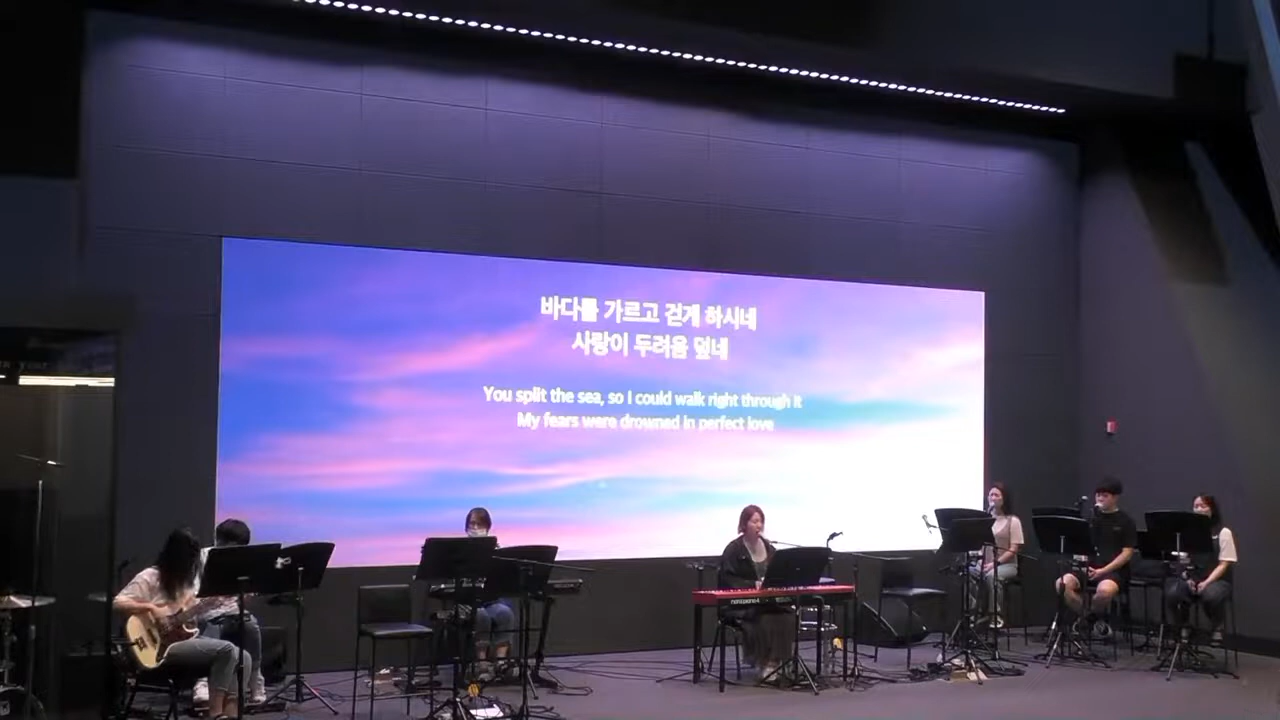 바다를 가르고 걷게 하시네
사랑이 두려움 덮네
You split the sea, so I could walk right through it
My fears were drowned in perfect love